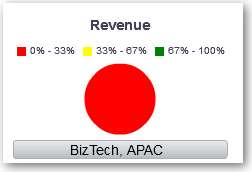 Revenue
0% - 33% 33% - 67% 67% - 100%
BizTech, APAC